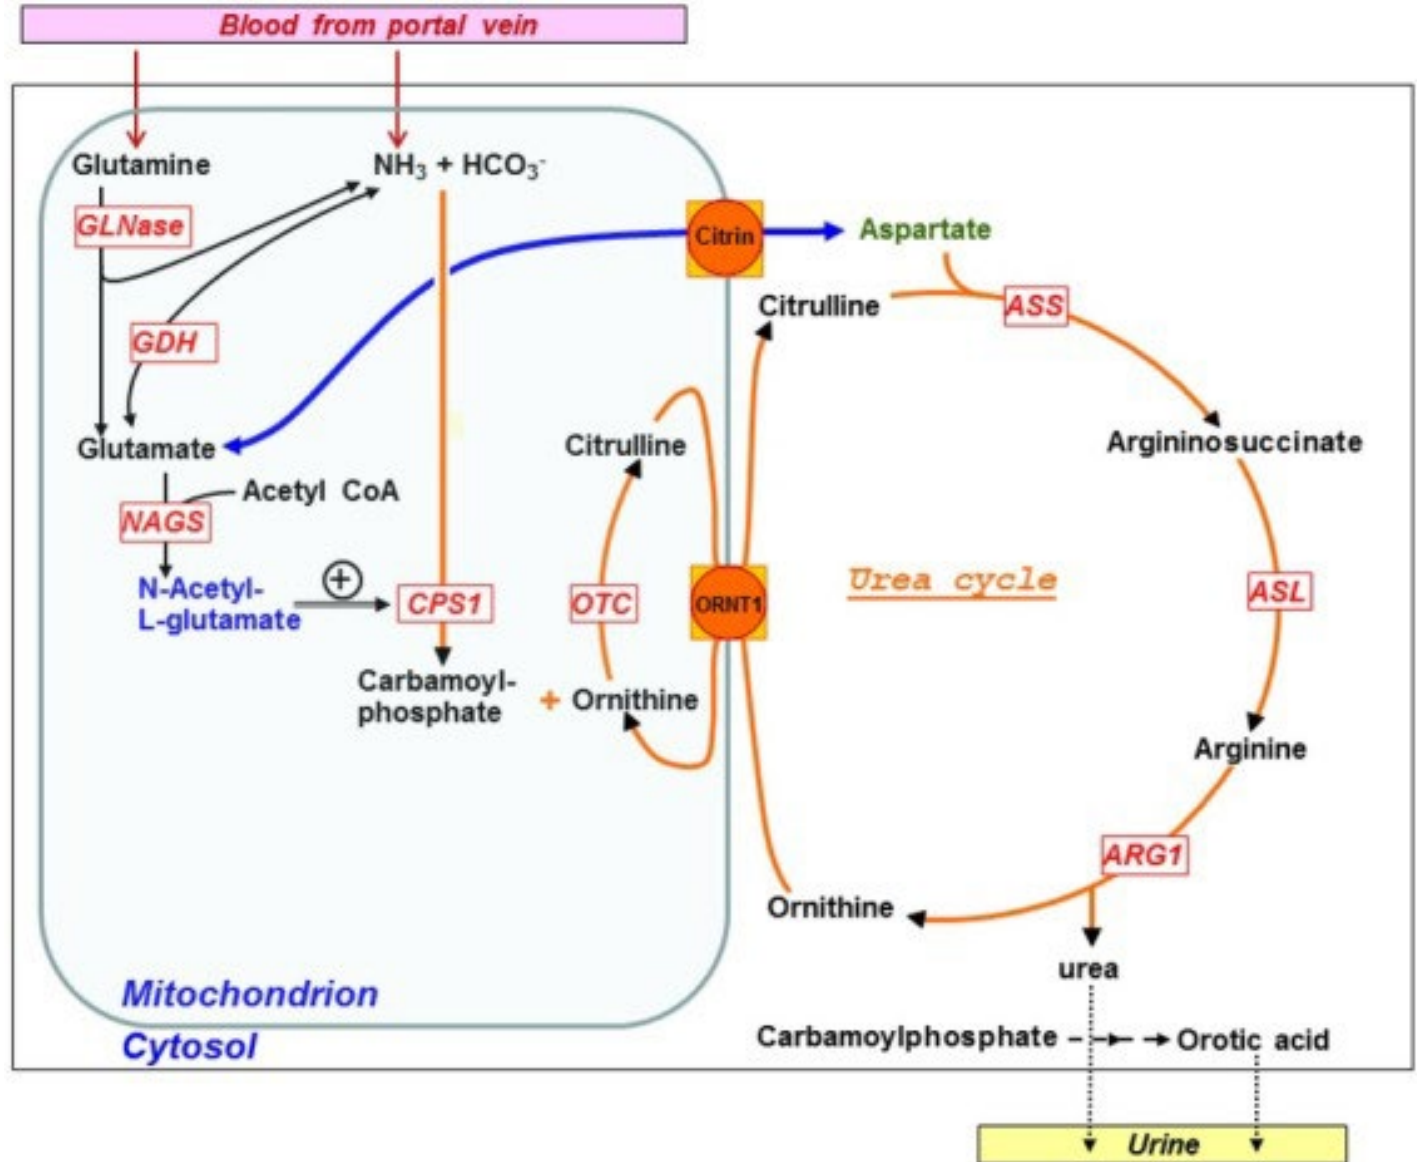 Blood from portal vein
Glutamine
NH₃ + HCO₃⁻
GLNase
Citrin
Aspartate
Citrulline
ASS
GDH
Glutamate
Citrulline
Argininosuccinate
Acetyl CoA
NAGS
N-Acetyl-
L-glutamate
+
CPS1
OTC
ORNT1
Urea cycle
ASL
Carbamoyl-
phosphate
+ Ornithine
Arginine
ARG1
Ornithine
urea
Mitochondrion
Cytosol
Carbamoylphosphate
Orotic acid
Urine